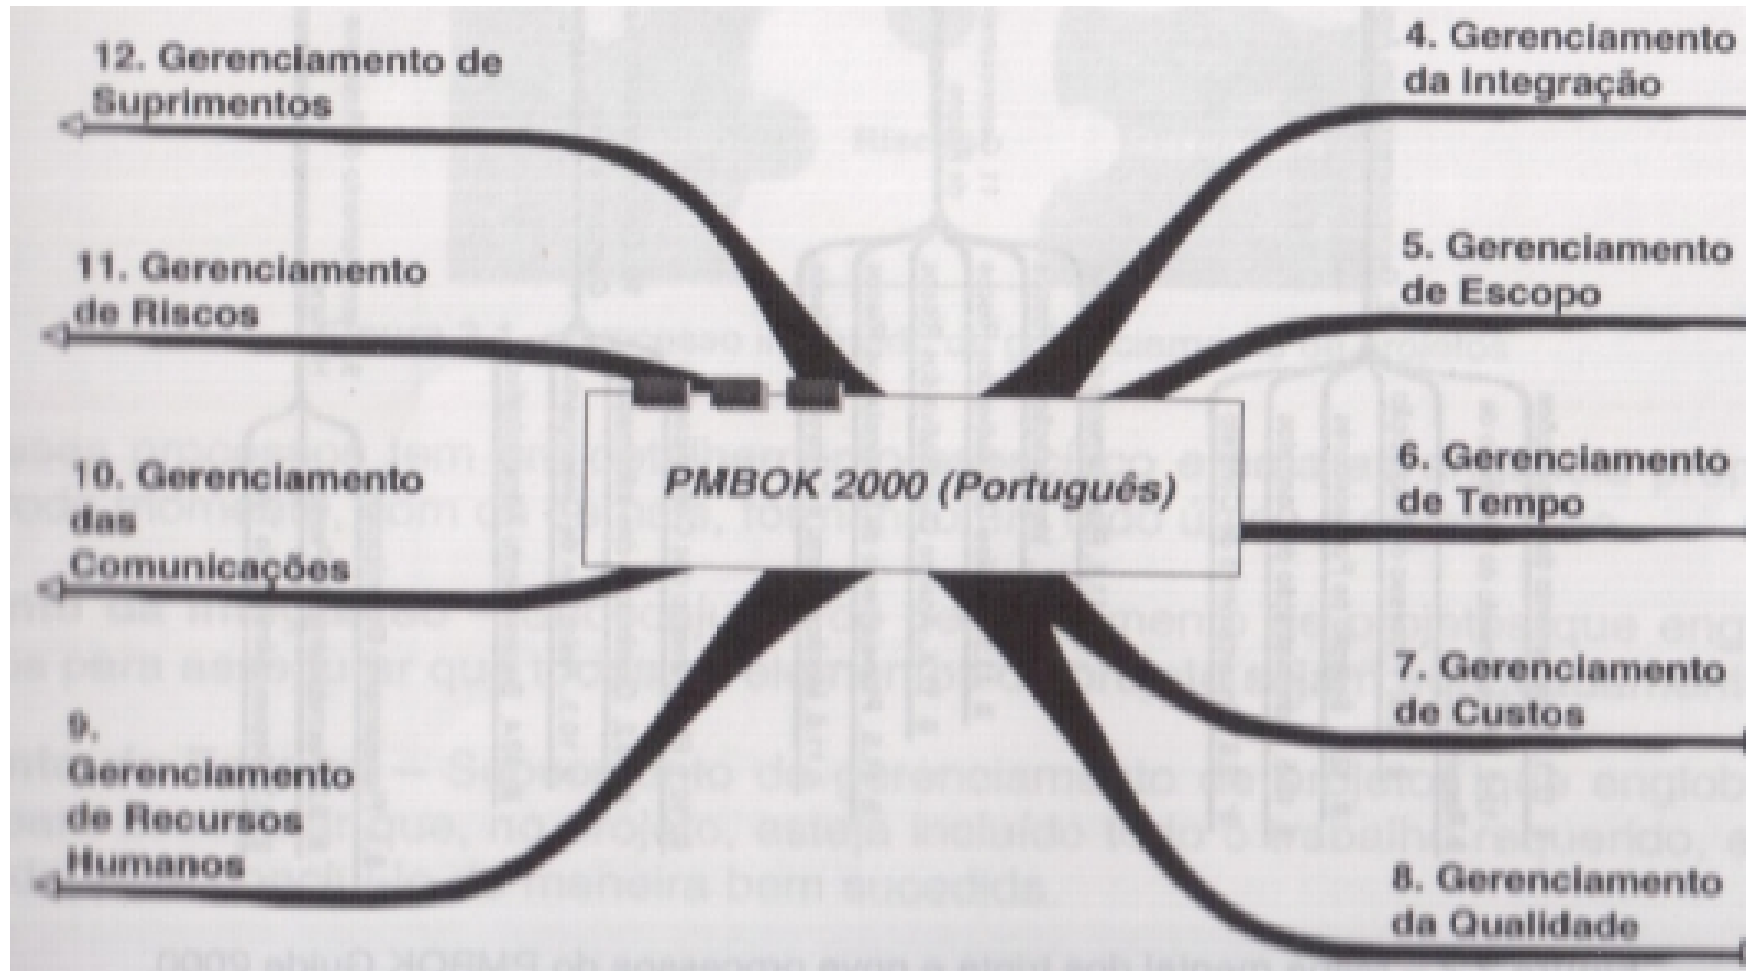 12. Gerenciamento de
Suprimentos
11. Gerenciamento
de Riscos
10. Gerenciamento
das
Comunicações
9.
Gerenciamento
de Recursos
Humanos
PMBOK 2000 (Português)
4. Gerenciamento
da Integração
5. Gerenciamento
de Escopo
6. Gerenciamento
de Tempo
7. Gerenciamento
de Custos
8. Gerenciamento
da Qualidade